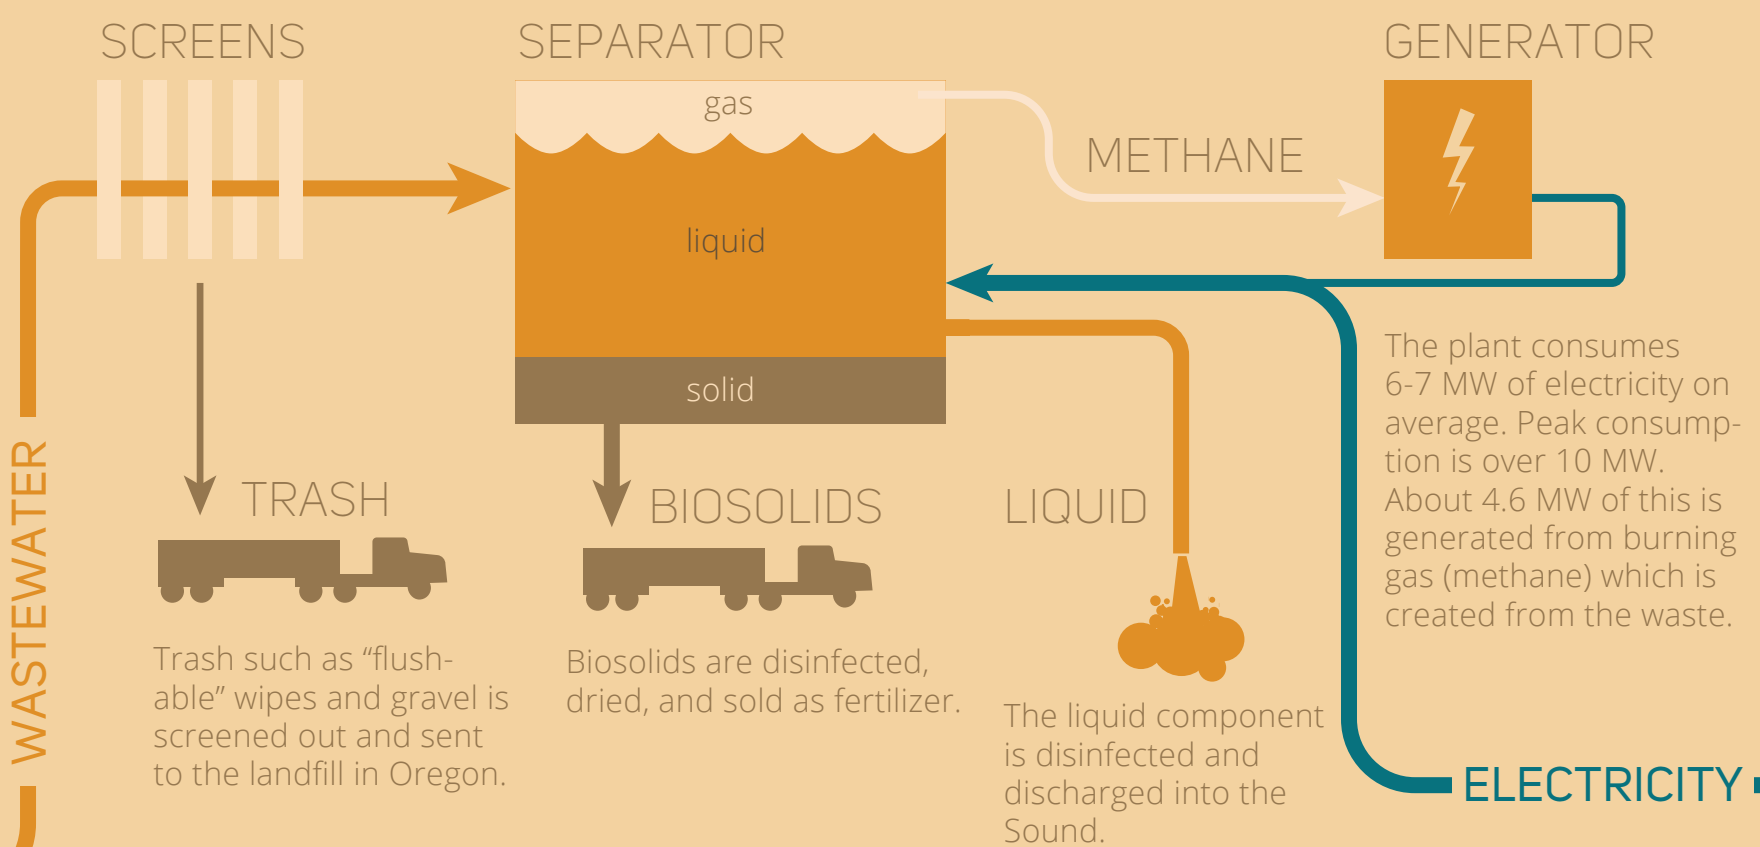 SCREENS
SEPARATOR
GENERATOR
gas
METHANE
liquid
solid
WASTEWATER
TRASH
BIOSOLIDS
LIQUID
Trash such as “flush-
able” wipes and gravel is
screened out and sent
to the landfill in Oregon.
Biosolids are disinfected,
dried, and sold as fertilizer.
The liquid component
is disinfected and
discharged into the
Sound.
The plant consumes
6-7 MW of electricity on
average. Peak consump-
tion is over 10 MW.
About 4.6 MW of this is
generated from burning
gas (methane) which is
created from the waste.
ELECTRICITY